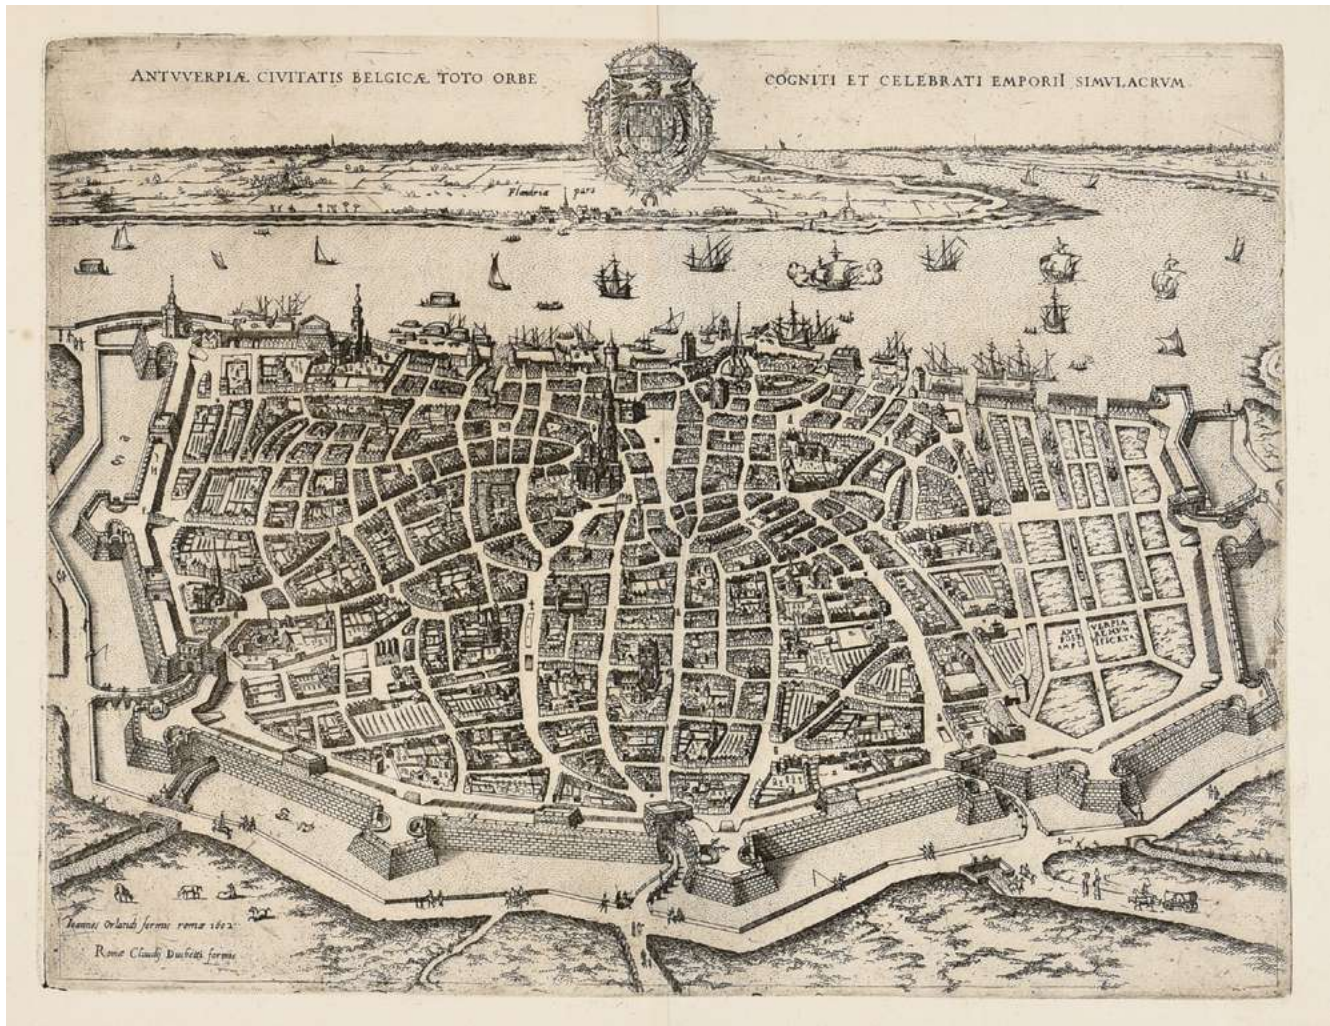 ANTVVERPIÆ CIVITATIS BELGICÆ TOTO ORBE COGNITI ET CELEBRATI EMPORII SIMVLACRVM
Flandriæ pars
Ioannes Orlandi formis romæ 1602
Romæ Claudij Duchetti formis